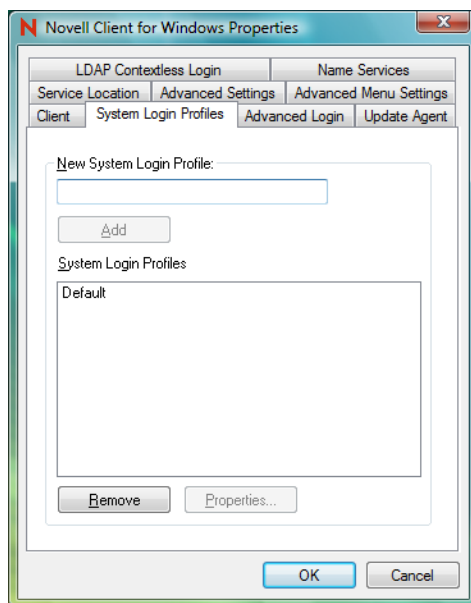 Novell Client for Windows Properties
LDAP Contextless Login Name Services
Service Location Advanced Settings Advanced Menu Settings
Client System Login Profiles Advanced Login Update Agent
New System Login Profile:
Add
System Login Profiles
Default
Remove Properties...
OK Cancel